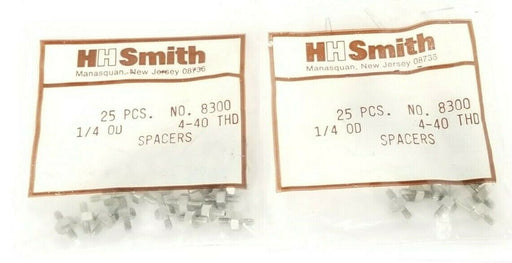 HHSmith
Manasquan, New Jersey 08736
25 PCS. NO. 8300
1/4 OD 4-40 THD
SPACERS
HHSmith
Manasquan, New Jersey 08736
25 PCS. NO. 8300
1/4 OD 4-40 THD
SPACERS